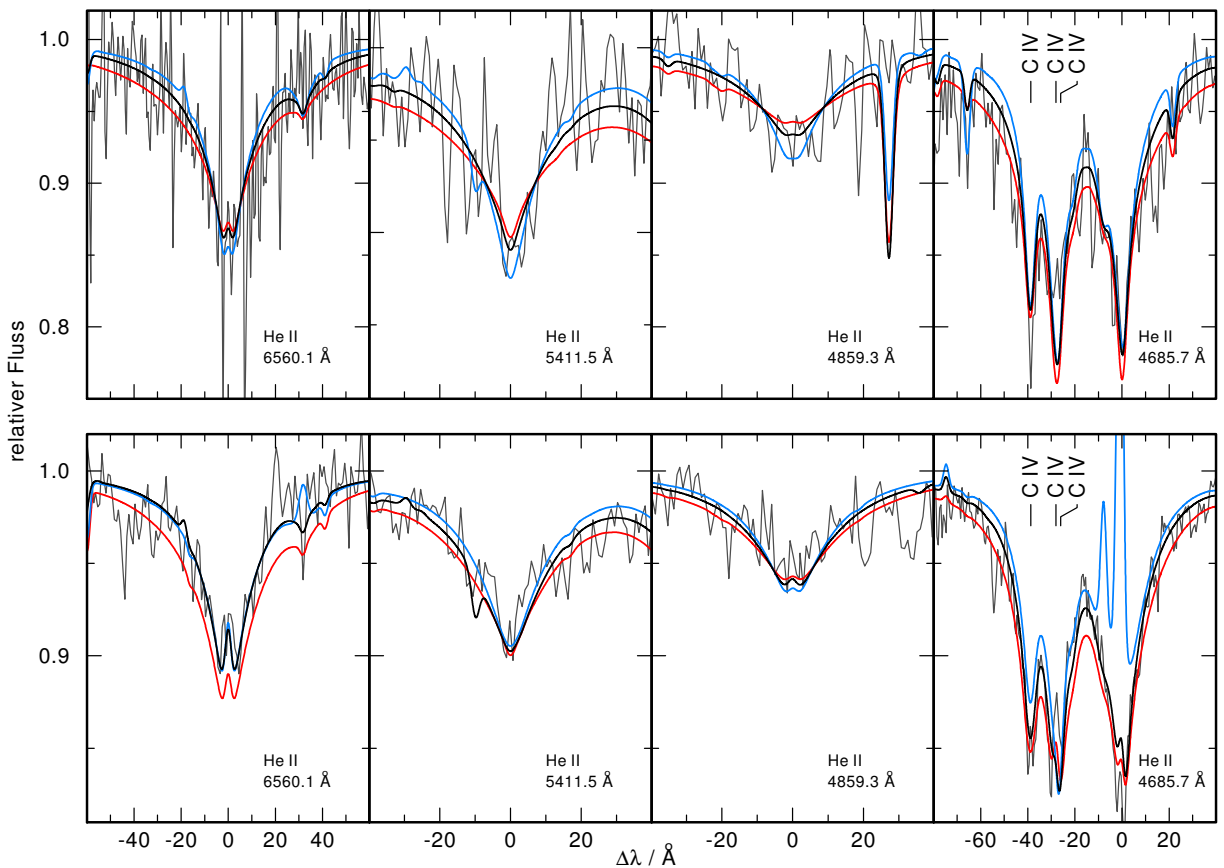 relativer Fluss
1.0
0.9
0.8
He II
6560.1 Å
He II
5411.5 Å
He II
4859.3 Å
C IV
C IV
C IV
He II
4685.7 Å
1.0
0.9
He II
6560.1 Å
He II
5411.5 Å
He II
4859.3 Å
C IV
C IV
C IV
He II
4685.7 Å
-40 -20 0 20 40
-20 0 20
-20 0 20
-60 -40 -20 0 20
Δλ / Å